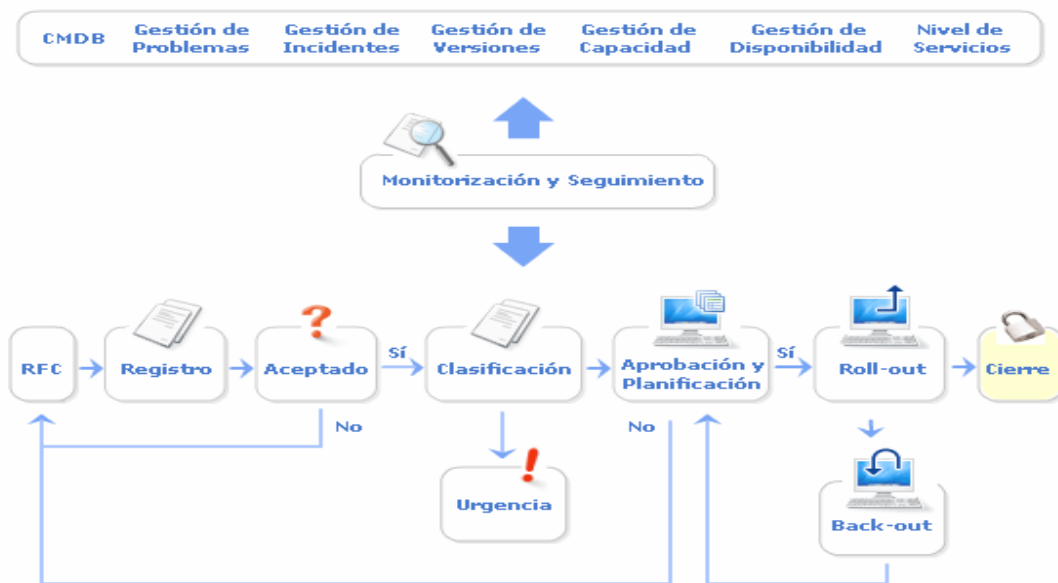 CMDB
Gestión de
Problemas
Gestión de
Incidentes
Gestión de
Versiones
Gestión de
Capacidad
Gestión de
Disponibilidad
Nivel de
Servicios
Monitorización y Seguimiento
RFC
Registro
Aceptado
Sí
Clasificación
Aprobación y
Planificación
Sí
Roll-out
Cierre
No
No
Urgencia
Back-out